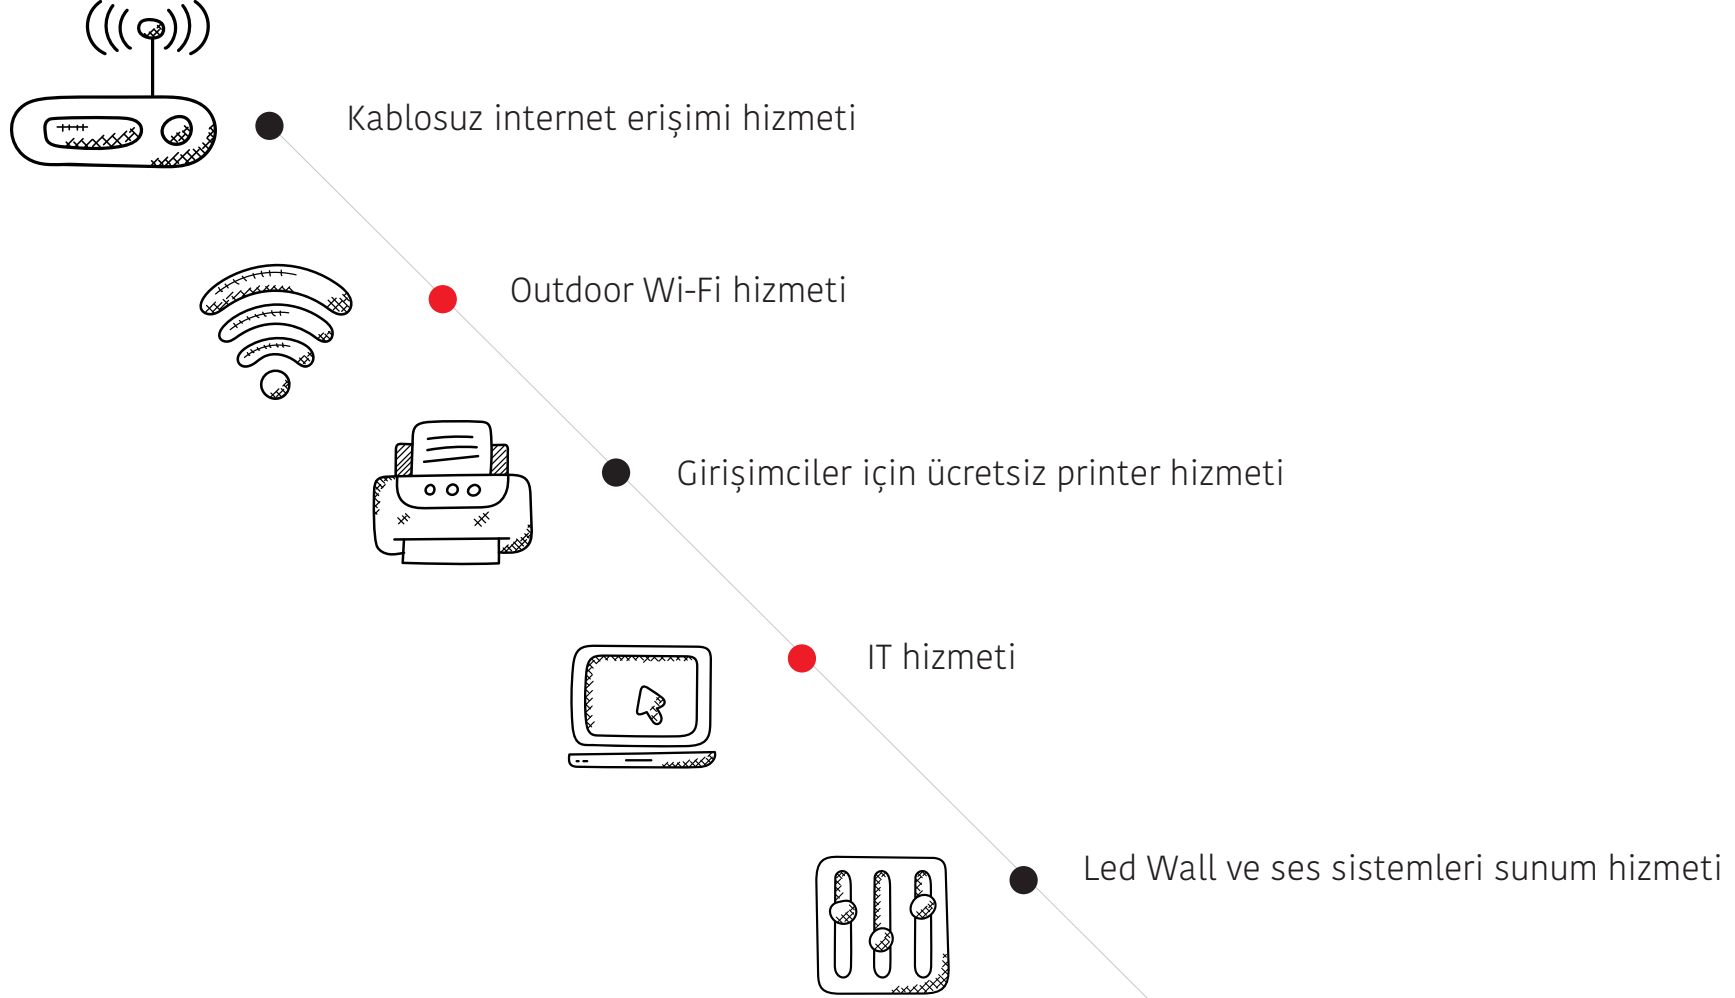 Kablosuz internet erişimi hizmeti
Outdoor Wi-Fi hizmeti
Girişimciler için ücretsiz printer hizmeti
IT hizmeti
Led Wall ve ses sistemleri sunum hizmeti